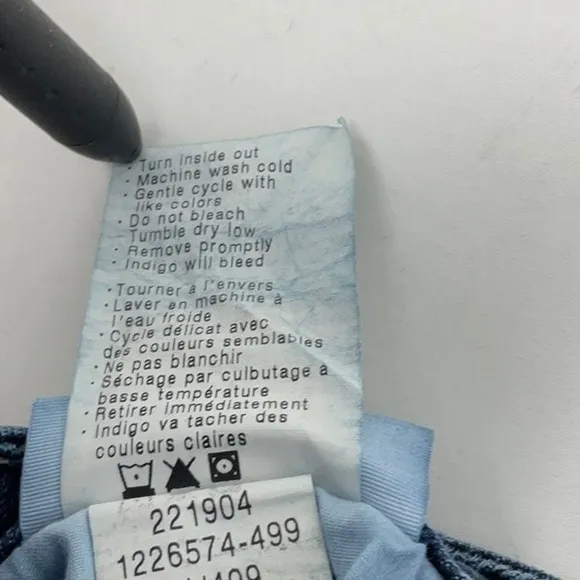 · Turn inside out
· Machine wash cold
· Gentle cycle with
like colors
· Do not bleach
Tumble dry low
· Remove promptly
· Indigo will bleed
· Tourner à l'envers
· Laver en machine à
l'eau froide
· Cycle délicat avec
des couleurs semblables
· Ne pas blanchir
· Séchage par culbutage à
basse température
· Retirer immédiatement
· Indigo va tacher des
couleurs claires
221904
1226574-499